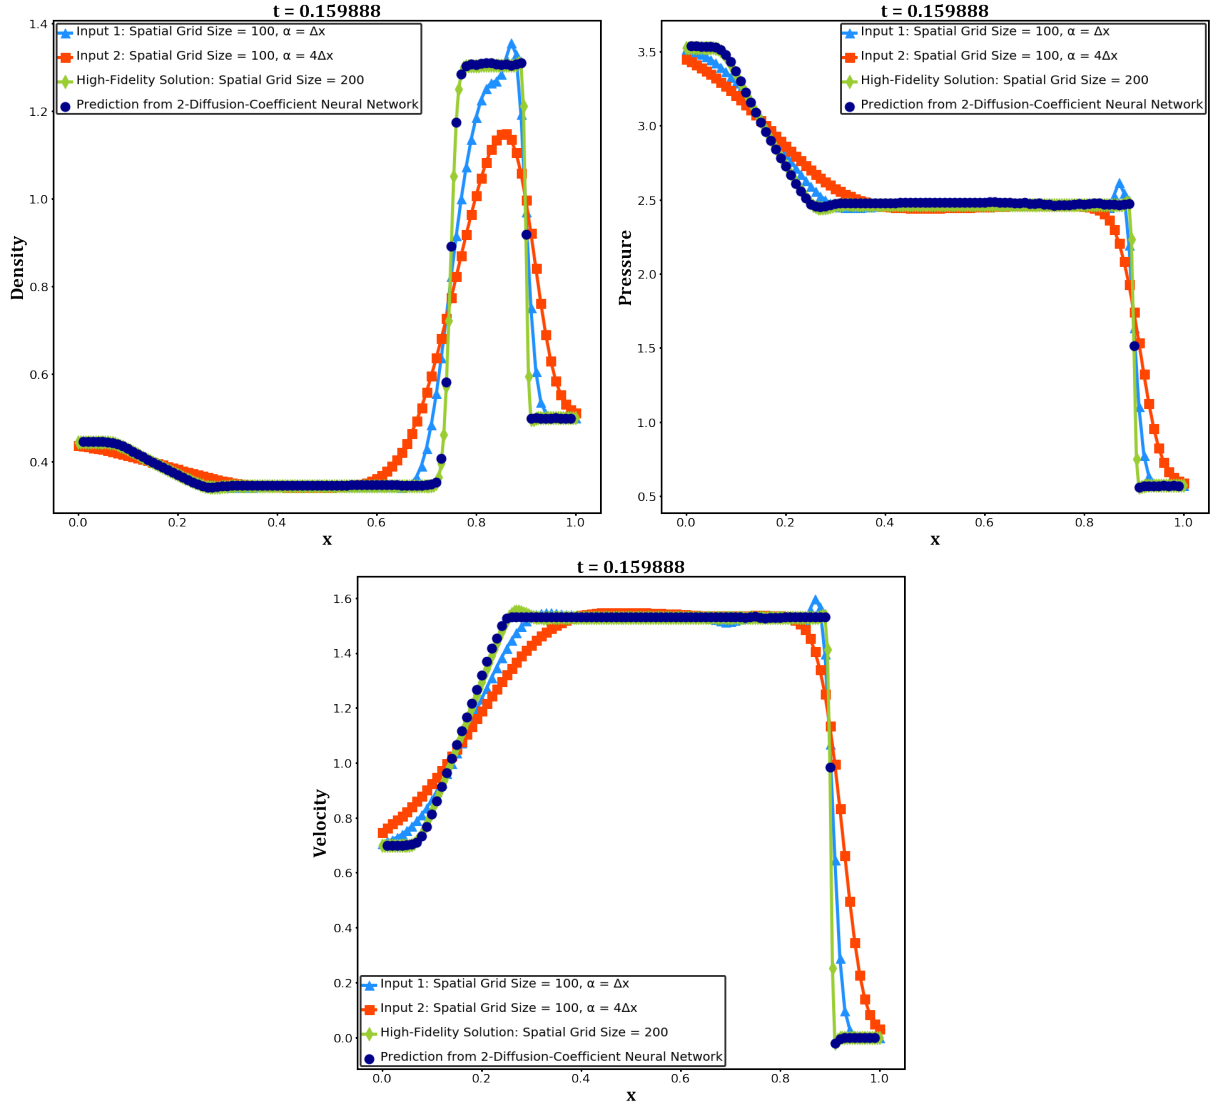 t = 0.159888
Input 1: Spatial Grid Size = 100, α = Δx
Input 2: Spatial Grid Size = 100, α = 4Δx
High-Fidelity Solution: Spatial Grid Size = 200
Prediction from 2-Diffusion-Coefficient Neural Network
1.4
1.2
1.0
0.8
0.6
0.4
Density
0.0 0.2 0.4 0.6 0.8 1.0
x
t = 0.159888
Input 1: Spatial Grid Size = 100, α = Δx
Input 2: Spatial Grid Size = 100, α = 4Δx
High-Fidelity Solution: Spatial Grid Size = 200
Prediction from 2-Diffusion-Coefficient Neural Network
3.5
3.0
2.5
2.0
1.5
1.0
0.5
Pressure
0.0 0.2 0.4 0.6 0.8 1.0
x
t = 0.159888
1.6
1.4
1.2
1.0
0.8
0.6
0.4
0.2
0.0
Velocity
Input 1: Spatial Grid Size = 100, α = Δx
Input 2: Spatial Grid Size = 100, α = 4Δx
High-Fidelity Solution: Spatial Grid Size = 200
Prediction from 2-Diffusion-Coefficient Neural Network
0.0 0.2 0.4 0.6 0.8 1.0
x